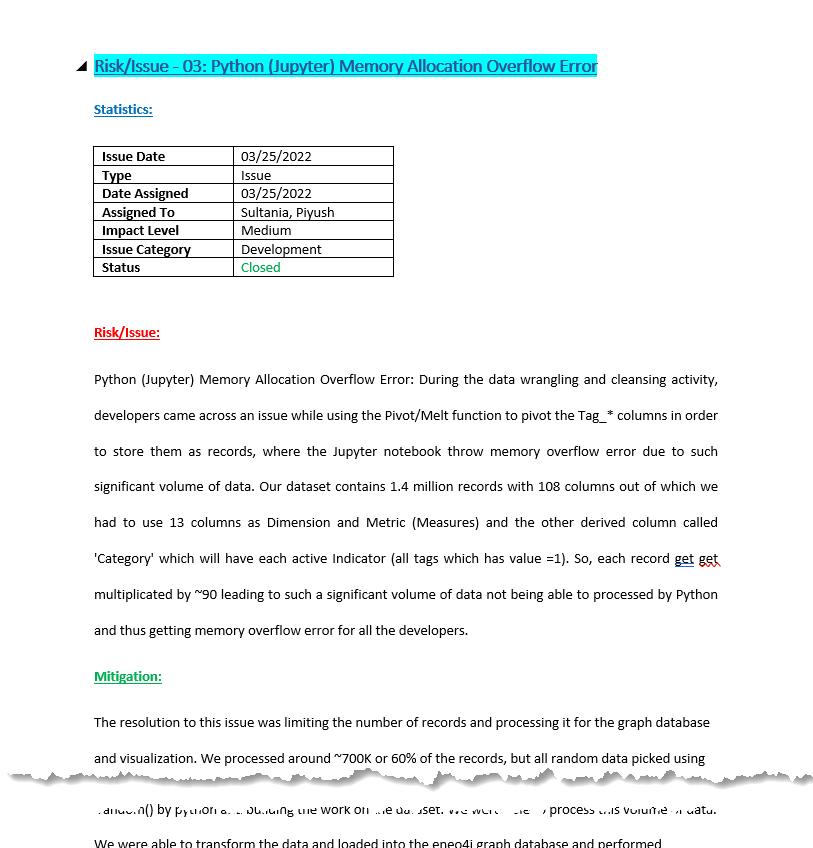 Risk/Issue - 03: Python (Jupyter) Memory Allocation Overflow Error
Statistics:
Issue Date 03/25/2022
Type Issue
Date Assigned 03/25/2022
Assigned To Sultania, Piyush
Impact Level Medium
Issue Category Development
Status Closed
Risk/Issue:
Python (Jupyter) Memory Allocation Overflow Error: During the data wrangling and cleansing activity,
developers came across an issue while using the Pivot/Melt function to pivot the Tag_* columns in order
to store them as records, where the Jupyter notebook throw memory overflow error due to such
significant volume of data. Our dataset contains 1.4 million records with 108 columns out of which we
had to use 13 columns as Dimension and Metric (Measures) and the other derived column called
'Category' which will have each active Indicator (all tags which has value =1). So, each record get get
multiplicated by ~90 leading to such a significant volume of data not being able to processed by Python
and thus getting memory overflow error for all the developers.
Mitigation:
The resolution to this issue was limiting the number of records and processing it for the graph database
and visualization. We processed around ~700K or 60% of the records, but all random data picked using
by python building the work on process this volume data.
We were able to transform the data and loaded into the eneo4j graph database and performed